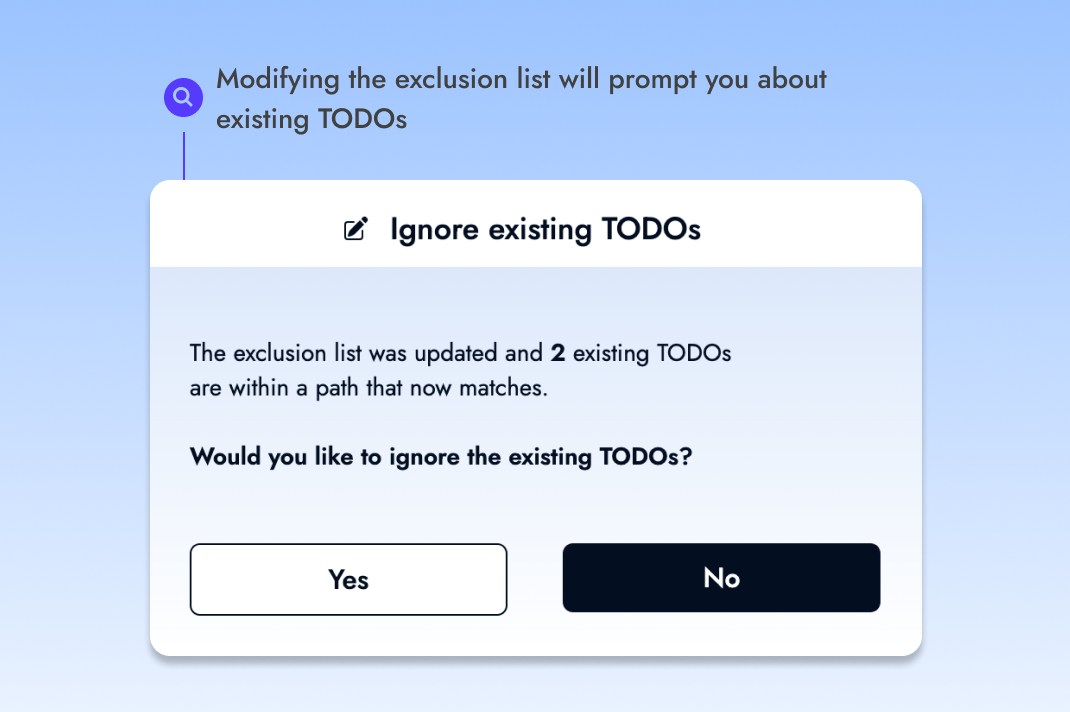 Modifying the exclusion list will prompt you about
existing TODOs
Ignore existing TODOs
The exclusion list was updated and 2 existing TODOs
are within a path that now matches.
Would you like to ignore the existing TODOs?
Yes
No